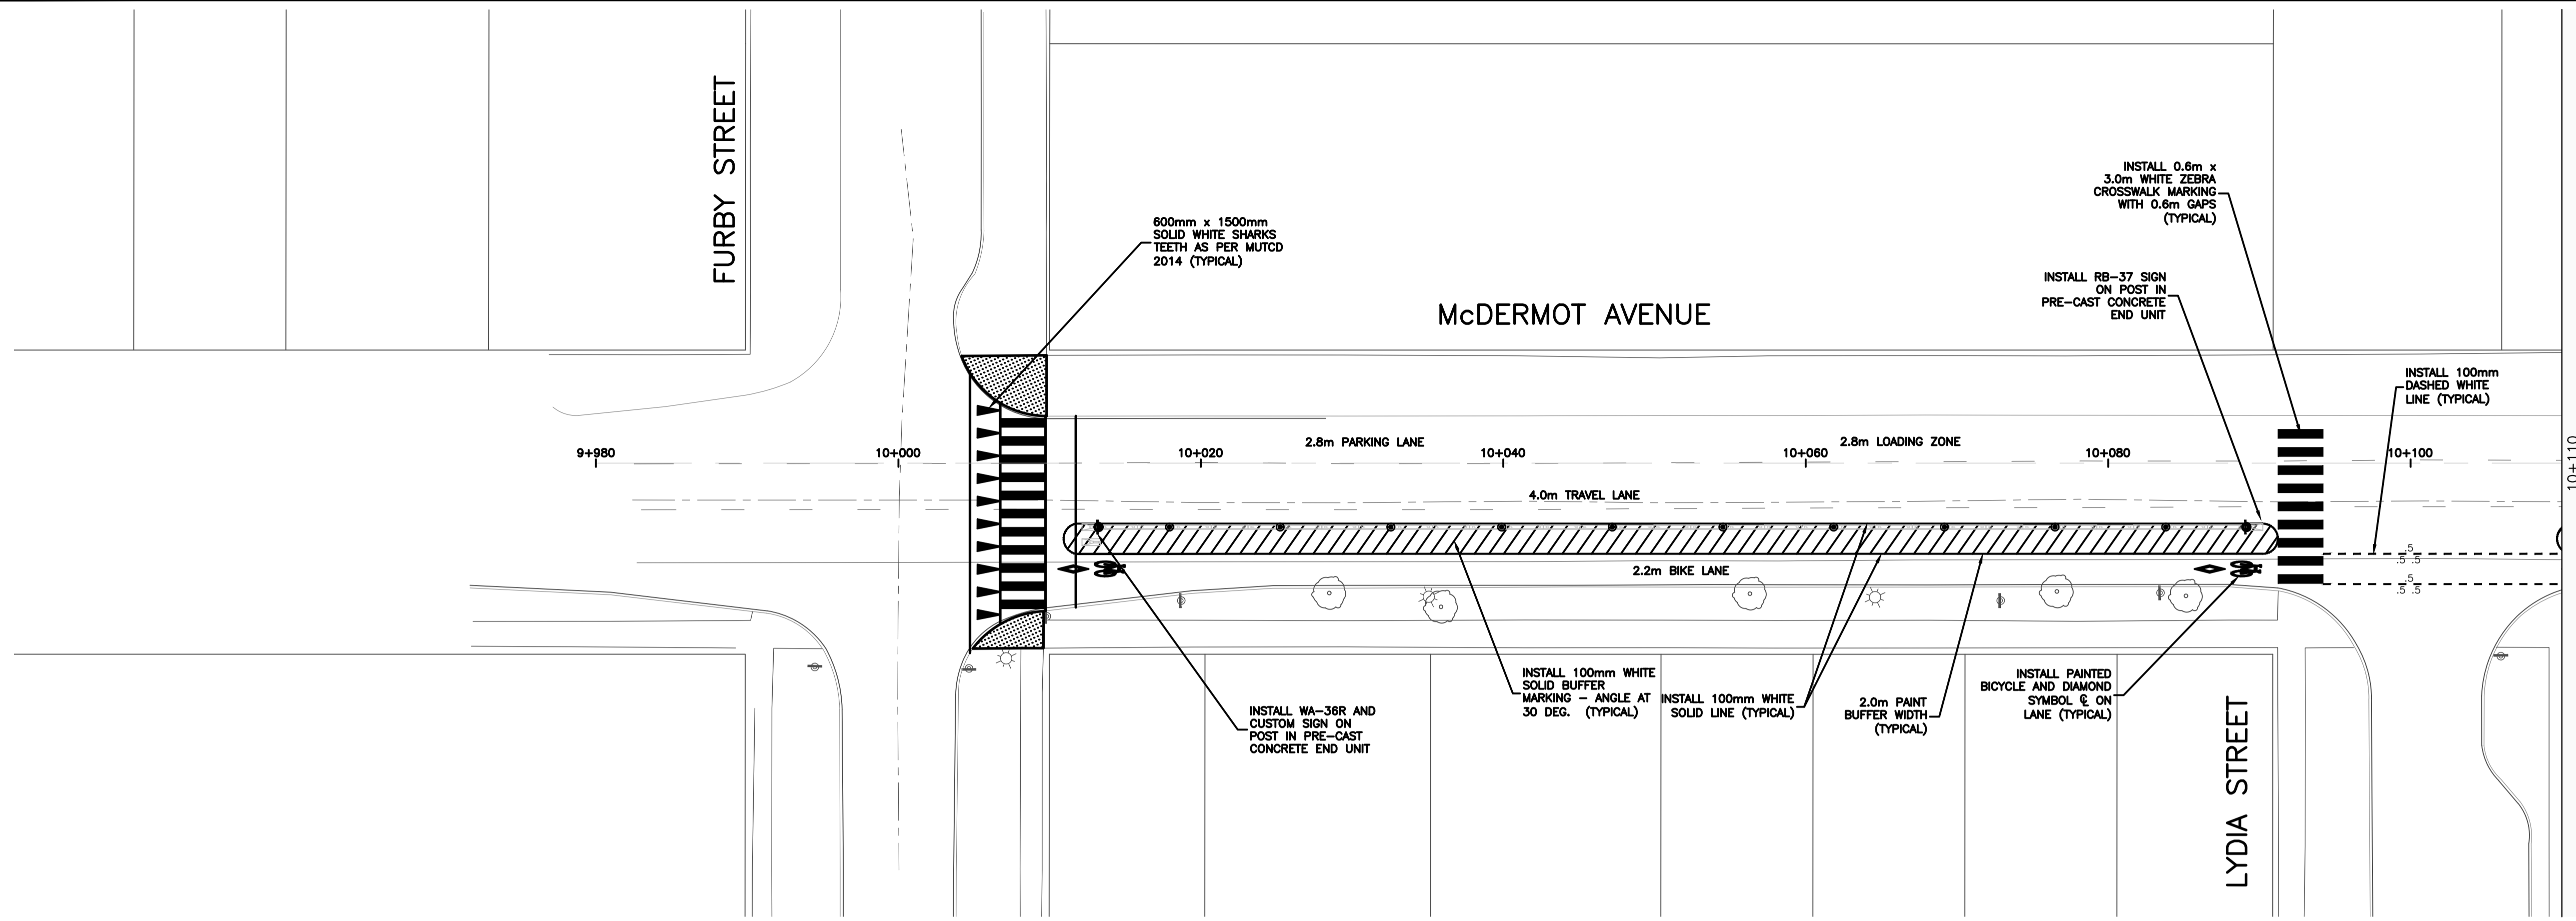 FURBY STREET
600mm x 1500mm
SOLID WHITE SHARKS
TEETH AS PER MUTCD
2014 (TYPICAL)
McDERMOT AVENUE
INSTALL 0.6m x
3.0m WHITE ZEBRA
CROSSWALK MARKING
WITH 0.6m GAPS
(TYPICAL)
INSTALL RB-37 SIGN
ON POST IN
PRE-CAST CONCRETE
END UNIT
INSTALL 100mm
DASHED WHITE
LINE (TYPICAL)
2.8m PARKING LANE
2.8m LOADING ZONE
9+980
10+000
10+020
10+040
10+060
10+080
10+100
10+110
4.0m TRAVEL LANE
2.2m BIKE LANE
.5
.5 .5
.5
.5 .5
INSTALL WA-36R AND
CUSTOM SIGN ON
POST IN PRE-CAST
CONCRETE END UNIT
INSTALL 100mm WHITE
SOLID BUFFER
MARKING - ANGLE AT
30 DEG. (TYPICAL)
INSTALL 100mm WHITE
SOLID LINE (TYPICAL)
2.0m PAINT
BUFFER WIDTH
(TYPICAL)
INSTALL PAINTED
BICYCLE AND DIAMOND
SYMBOL ℄ ON
LANE (TYPICAL)
LYDIA STREET